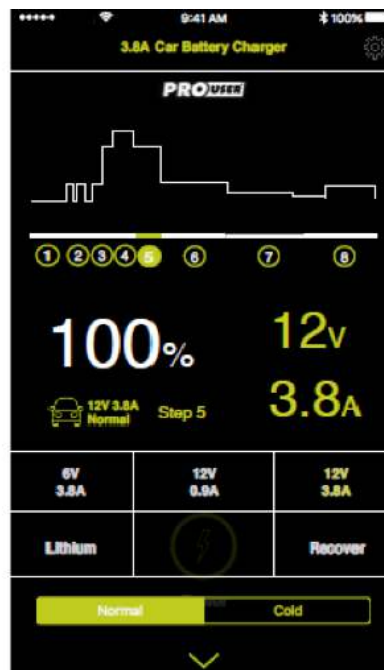 9:41 AM
100%
3.8A Car Battery Charger
PROUSER
1 2 3 4 5 6 7 8
100%
12V
3.8A
12V 3.8A
Normal
Step 5
6V
3.8A
12V
0.9A
12V
3.8A
Lithium
Recover
Normal
Cold